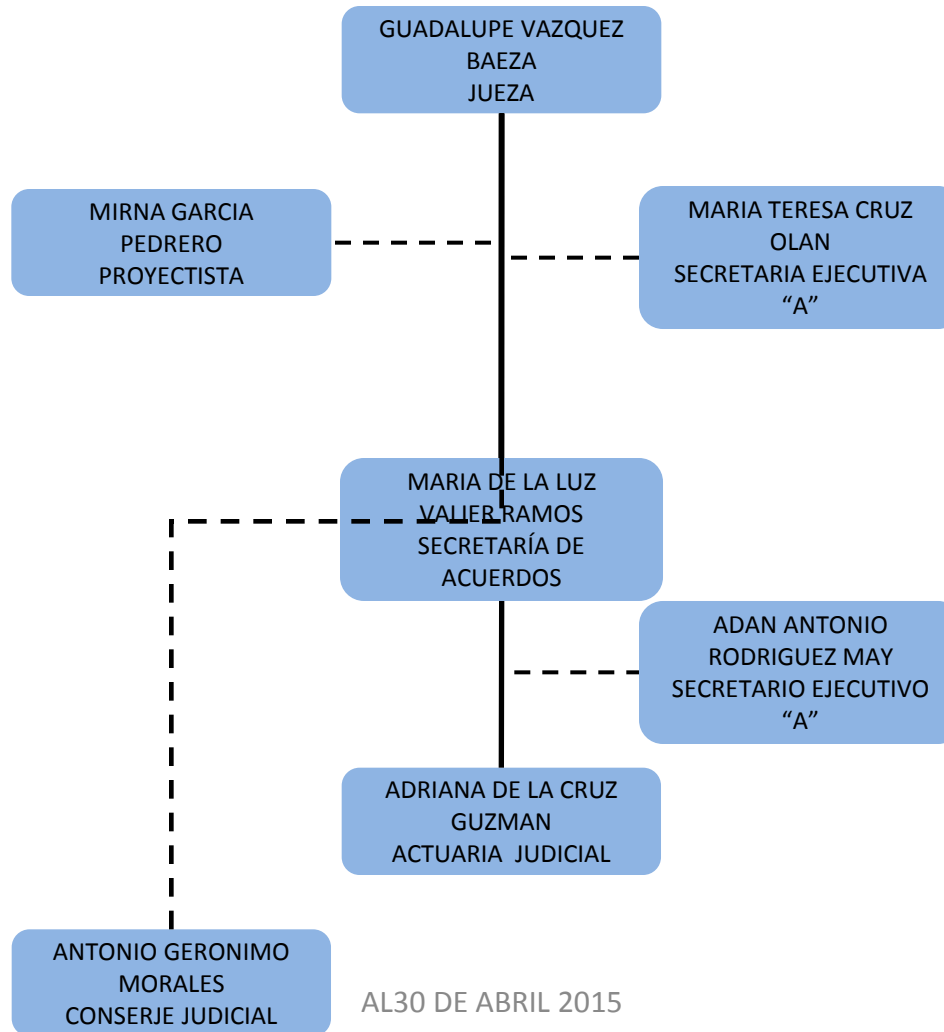 GUADALUPE VAZQUEZ
BAEZA
JUEZA
MIRNA GARCIA
PEDRERO
PROYECTISTA
MARIA TERESA CRUZ
OLAN
SECRETARIA EJECUTIVA
“A”
MARIA DE LA LUZ
VALIER RAMOS
SECRETARÍA DE
ACUERDOS
ADAN ANTONIO
RODRIGUEZ MAY
SECRETARIO EJECUTIVO
“A”
ADRIANA DE LA CRUZ
GUZMAN
ACTUARIA  JUDICIAL
ANTONIO GERONIMO
MORALES
CONSERJE JUDICIAL
AL30 DE ABRIL 2015